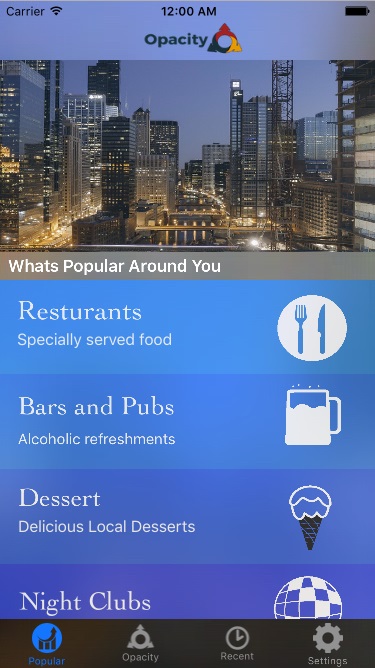 Carrier 12:00 AM
Opacity
Whats Popular Around You
Resturants
Specially served food
Bars and Pubs
Alcoholic refreshments
Dessert
Delicious Local Desserts
Night Clubs
Popular Opacity Recent Settings